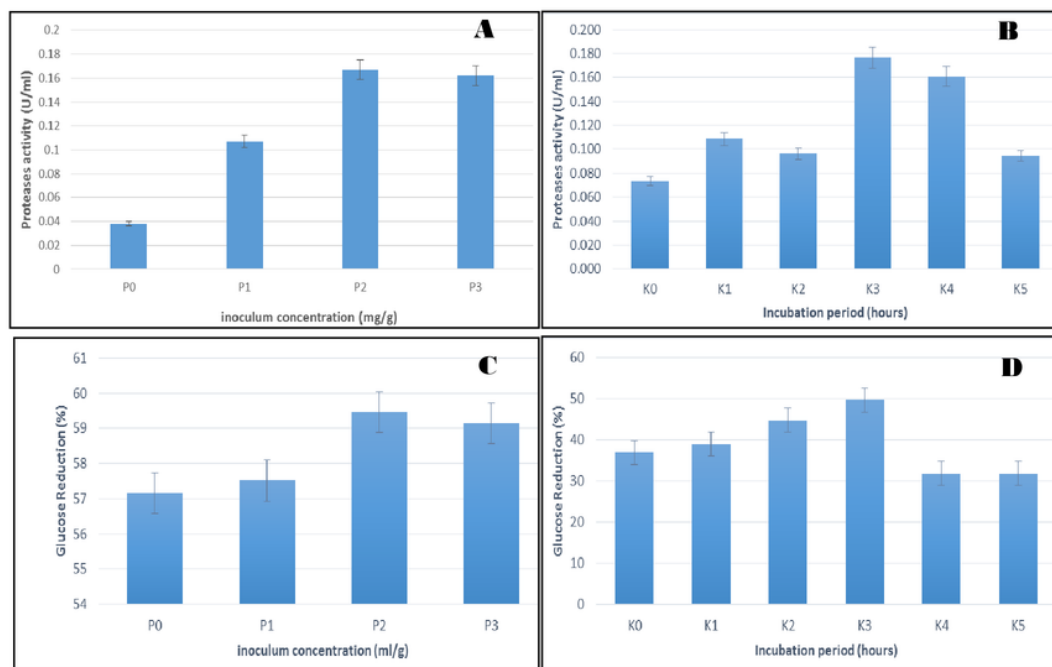 A
Proteases activity (U/ml)
0.2
0.18
0.16
0.14
0.12
0.1
0.08
0.06
0.04
0.02
0
P0 P1 P2 P3
inoculum concentration (mg/g)
B
Proteases activity (U/ml)
0.200
0.180
0.160
0.140
0.120
0.100
0.080
0.060
0.040
0.020
0.000
K0 K1 K2 K3 K4 K5
Incubation period (hours)
C
Glucose Reduction (%)
61
60
59
58
57
56
55
54
P0 P1 P2 P3
inoculum concentration (ml/g)
D
Glucose Reduction (%)
60
50
40
30
20
10
0
K0 K1 K2 K3 K4 K5
Incubation period (hours)